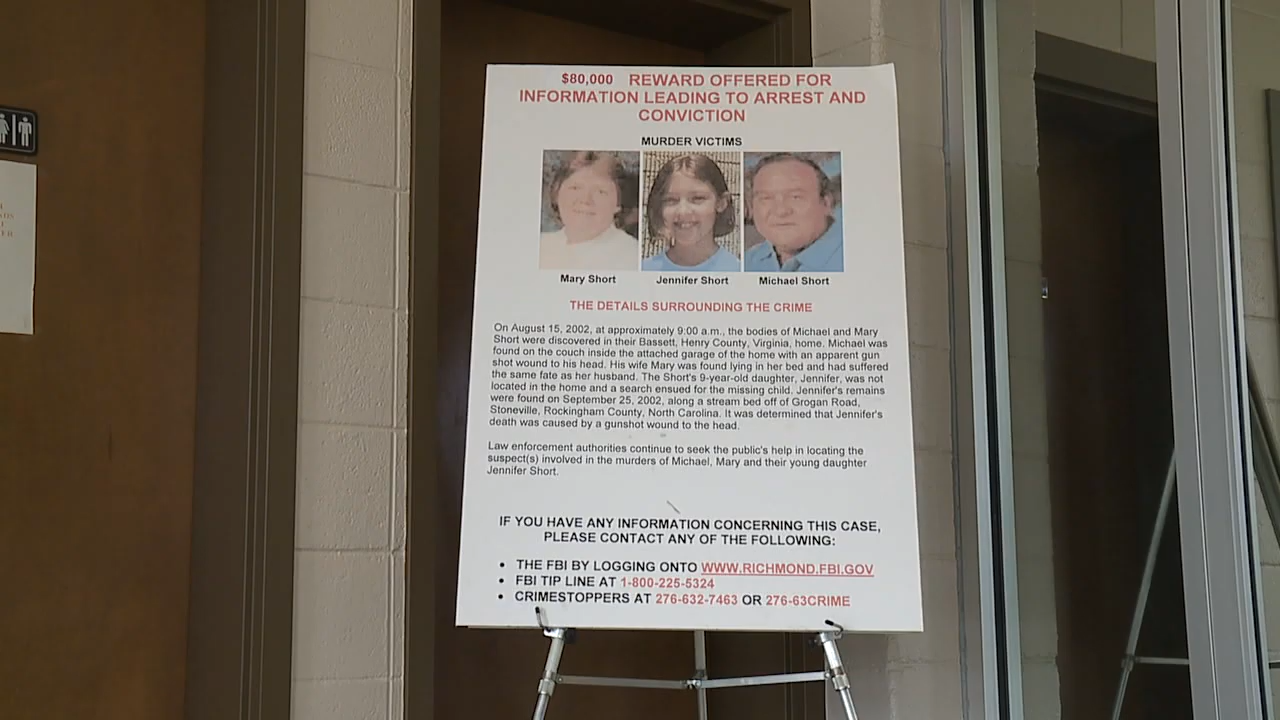 $80,000 REWARD OFFERED FOR
INFORMATION LEADING TO ARREST AND
CONVICTION
MURDER VICTIMS
Mary Short
Jennifer Short
Michael Short
THE DETAILS SURROUNDING THE CRIME
On August 15, 2002, at approximately 9:00 a.m., the bodies of Michael and Mary
Short were discovered in their Bassett, Henry County, Virginia, home. Michael was
found on the couch inside the attached garage of the home with an apparent gun
shot wound to his head. His wife Mary was found lying in her bed and had suffered
the same fate as her husband. The Short's 9-year-old daughter, Jennifer, was not
located in the home and a search ensued for the missing child. Jennifer's remains
were found on September 25, 2002, along a stream bed off of Grogan Road,
Stoneville, Rockingham County, North Carolina. It was determined that Jennifer's
death was caused by a gunshot wound to the head.
Law enforcement authorities continue to seek the public's help in locating the
suspect(s) involved in the murders of Michael, Mary and their young daughter
Jennifer Short.
IF YOU HAVE ANY INFORMATION CONCERNING THIS CASE,
PLEASE CONTACT ANY OF THE FOLLOWING:
• THE FBI BY LOGGING ONTO WWW.RICHMOND.FBI.GOV
• FBI TIP LINE AT 1-800-225-5324
• CRIMESTOPPERS AT 276-632-7463 OR 276-63CRIME